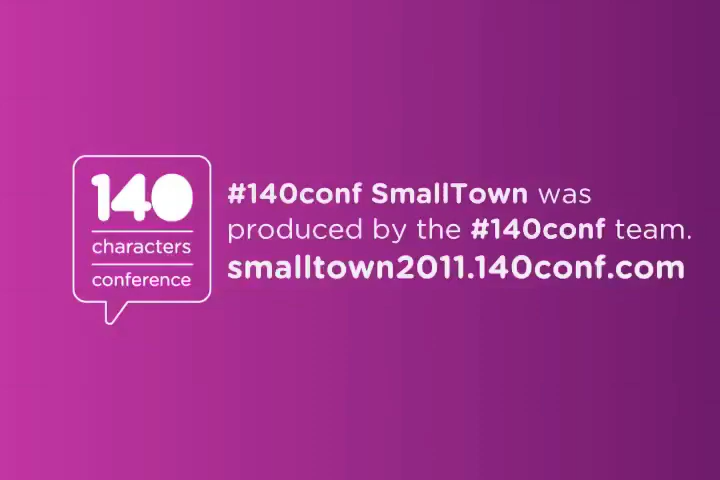 140
characters
conference
#140conf SmallTown was
produced by the #140conf team.
smalltown2011.140conf.com